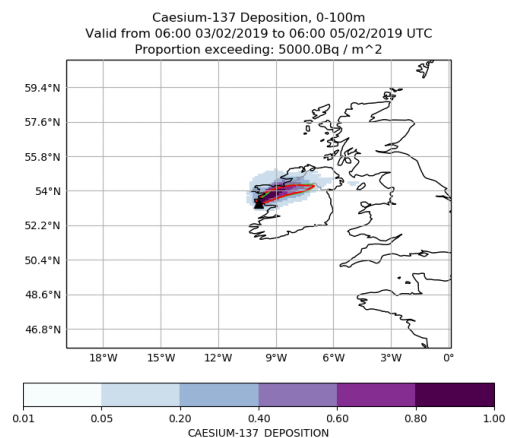 Caesium-137 Deposition, 0-100m
Valid from 06:00 03/02/2019 to 06:00 05/02/2019 UTC
Proportion exceeding: 5000.0Bq / m^2
59.4°N
57.6°N
55.8°N
54°N
52.2°N
50.4°N
48.6°N
46.8°N
18°W 15°W 12°W 9°W 6°W 3°W 0°
0.01 0.05 0.20 0.40 0.60 0.80 1.00
CAESIUM-137 DEPOSITION